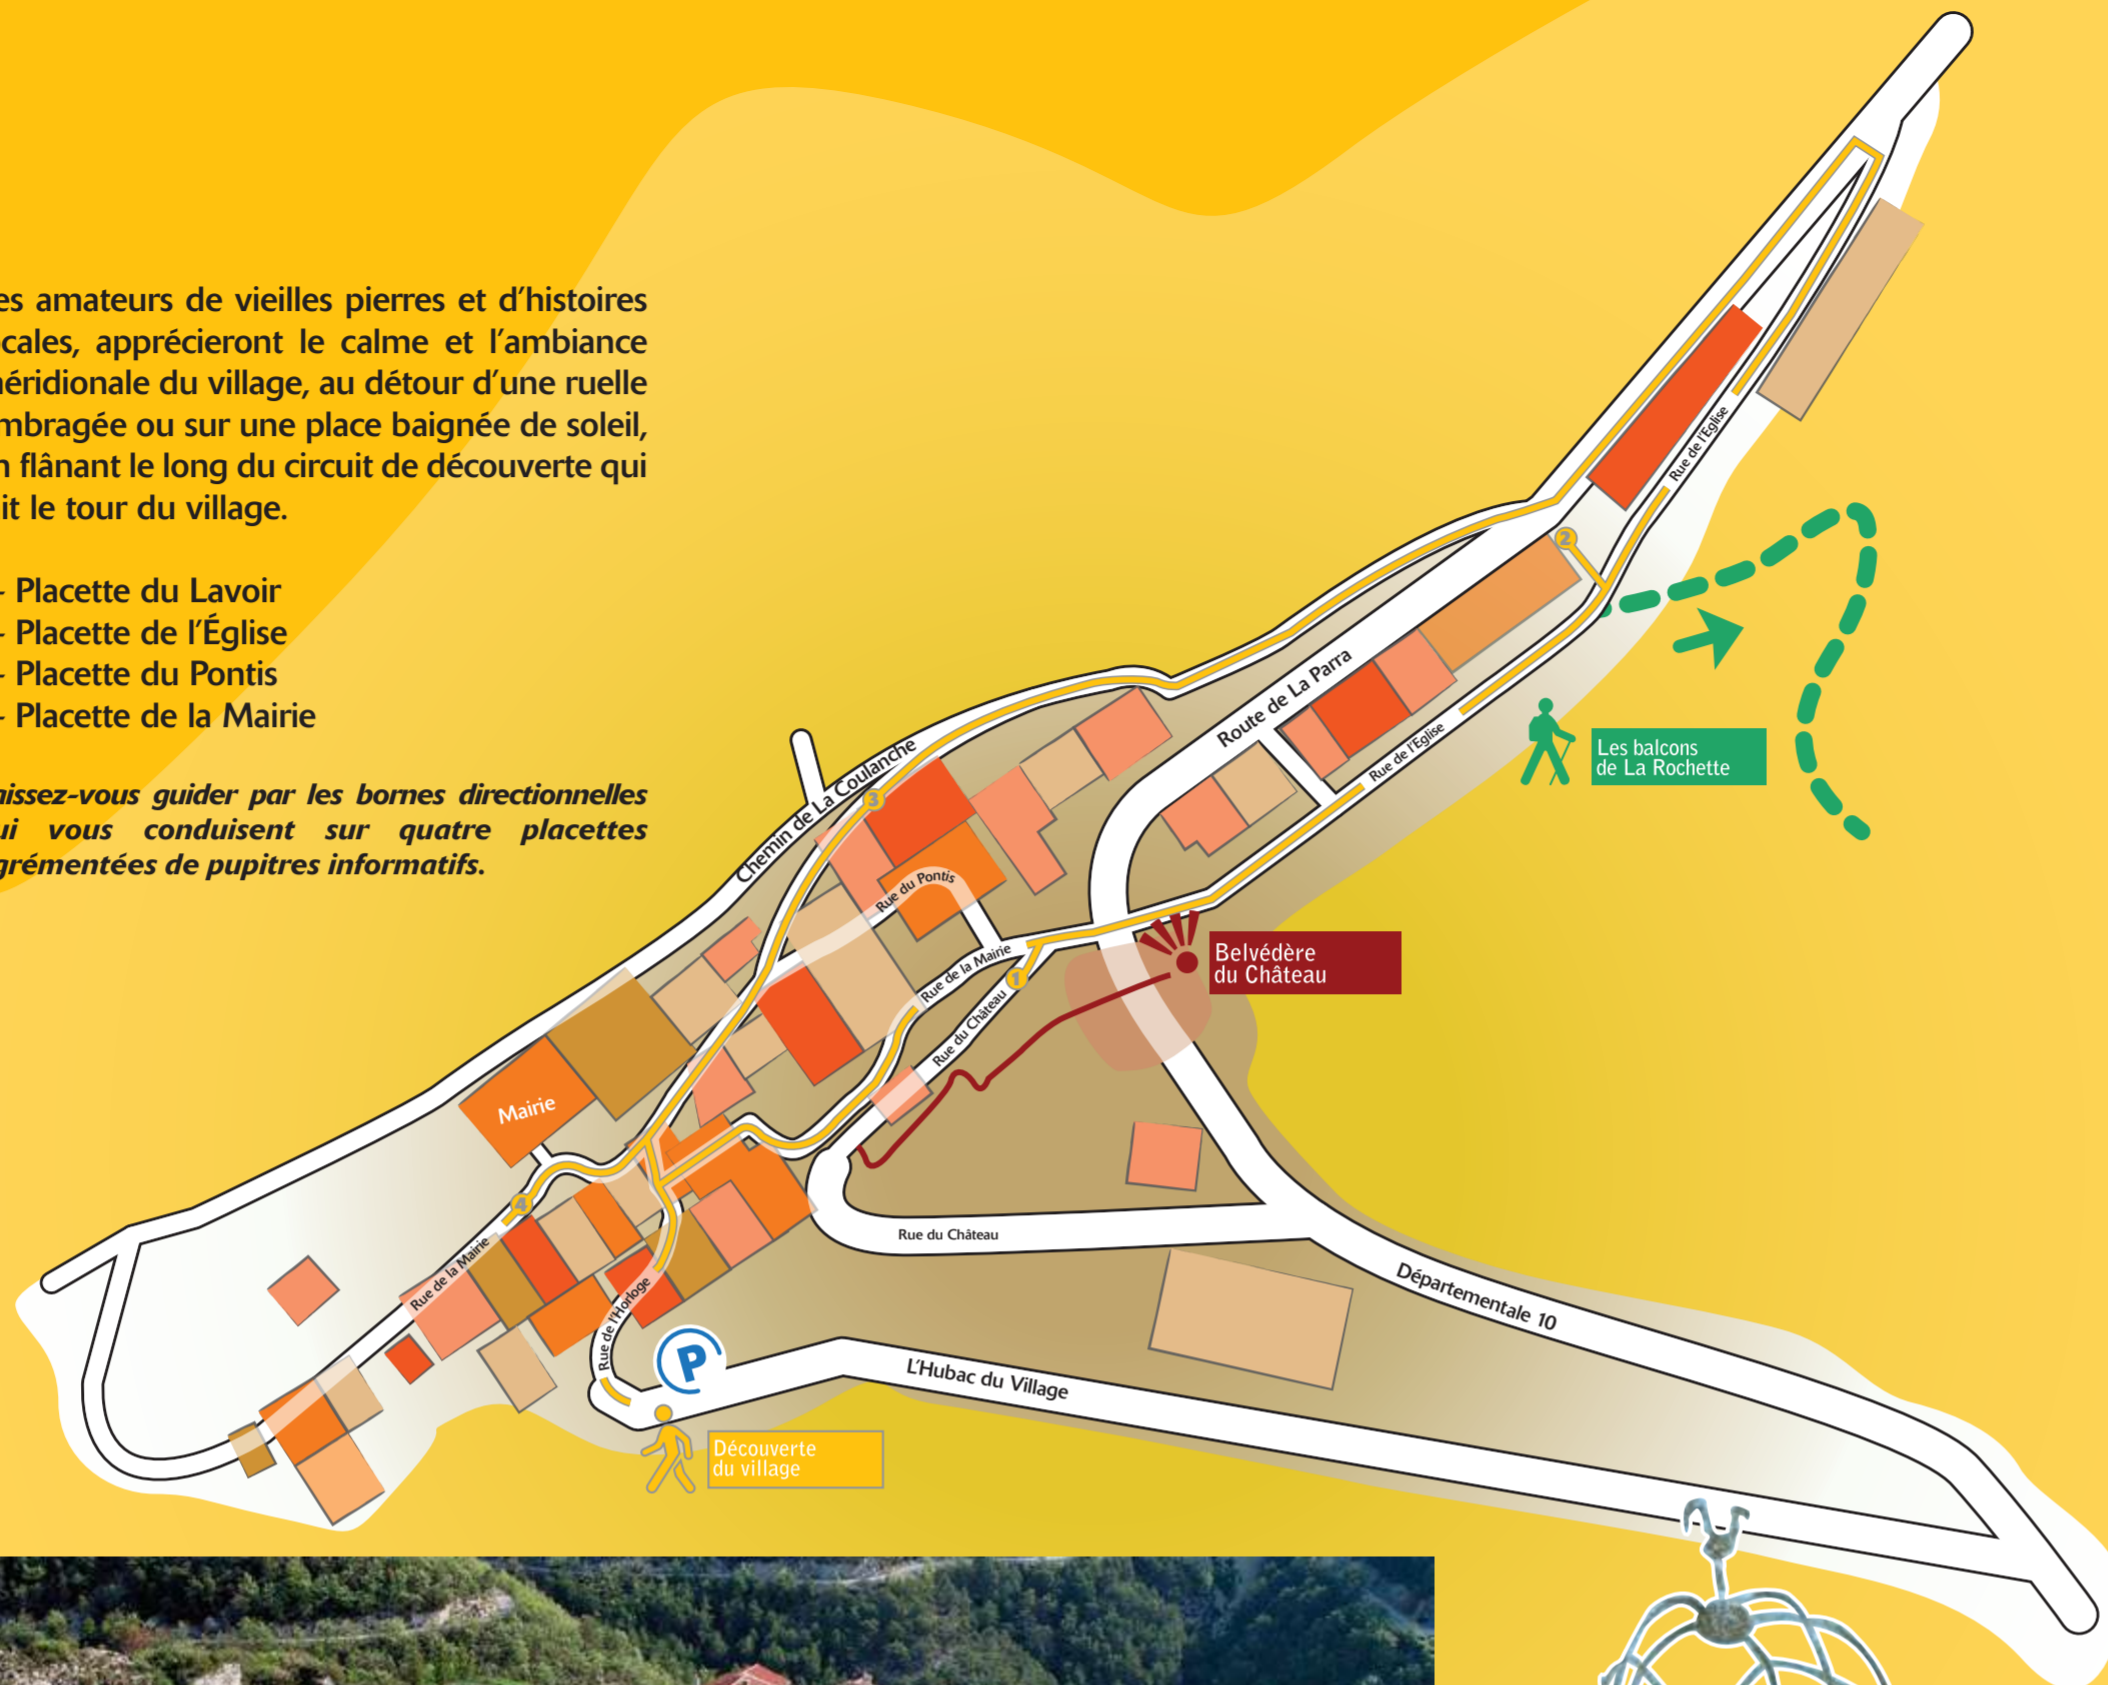 es amateurs de vieilles pierres et d'histoires
cales, apprécieront le calme et l'ambiance
éridionale du village, au détour d'une ruelle
mbragée ou sur une place baignée de soleil,
n flânant le long du circuit de découverte qui
it le tour du village.
- Placette du Lavoir
- Placette de l'Église
- Placette du Pontis
- Placette de la Mairie
issez-vous guider par les bornes directionnelles
ui vous conduisent sur quatre placettes
grémentées de pupitres informatifs.
Rue de l'Eglise
2
Route de La Parra
Rue de l'Eglise
Les balcons
de La Rochette
Chemin de La Coulanche
3
Rue du Pontis
Rue de la Mairie
1
Rue du Château
Belvédère
du Château
Mairie
4
Rue de la Mairie
Rue du Château
Rue de l'Horloge
P
Départementale 10
L'Hubac du Village
Découverte
du village